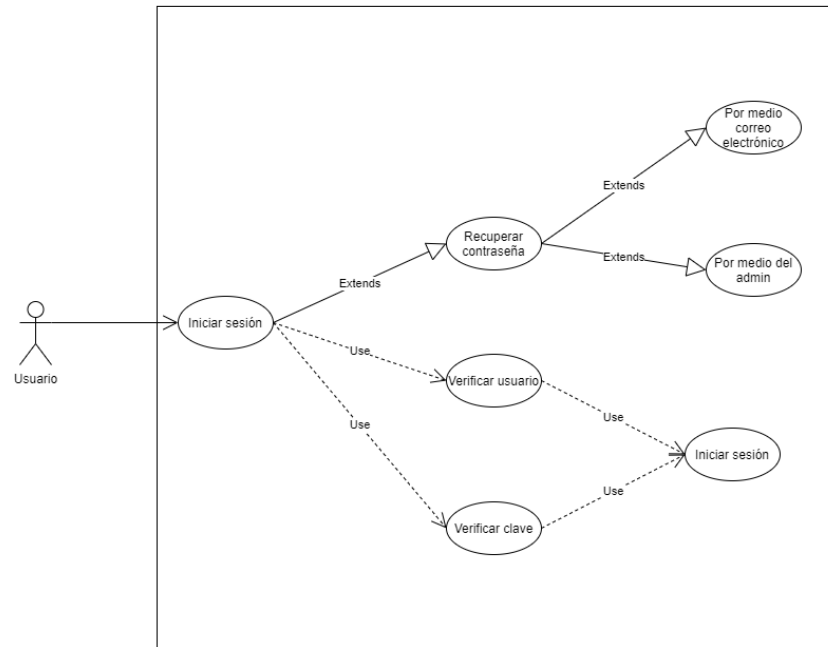 Por medio
correo
electrónico
Extends
Recuperar
contraseña
Extends
Por medio del
admin
Extends
Iniciar sesión
Usuario
Use
Verificar usuario
Use
Use
Iniciar sesión
Use
Verificar clave